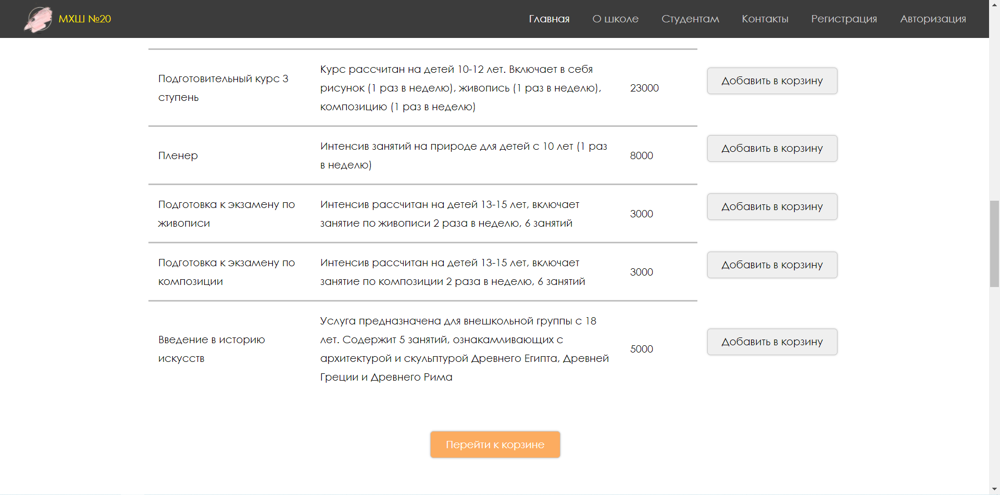 МХШ №20
Главная
О школе
Студентам
Контакты
Регистрация
Авторизация
Подготовительный курс 3
ступень
Курс рассчитан на детей 10-12 лет. Включает в себя
рисунок (1 раз в неделю), живопись (1 раз в неделю),
композицию (1 раз в неделю)
23000
Добавить в корзину
Пленер
Интенсив занятий на природе для детей с 10 лет (1 раз
в неделю)
8000
Добавить в корзину
Подготовка к экзамену по
живописи
Интенсив рассчитан на детей 13-15 лет, включает
занятие по живописи 2 раза в неделю, 6 занятий
3000
Добавить в корзину
Подготовка к экзамену по
композиции
Интенсив рассчитан на детей 13-15 лет, включает
занятие по композиции 2 раза в неделю, 6 занятий
3000
Добавить в корзину
Введение в историю
искусств
Услуга предназначена для внешкольной группы с 18
лет. Содержит 5 занятий, ознакамливающих с
архитектурой и скульптурой Древнего Египта, Древней
Греции и Древнего Рима
5000
Добавить в корзину
Перейти к корзине